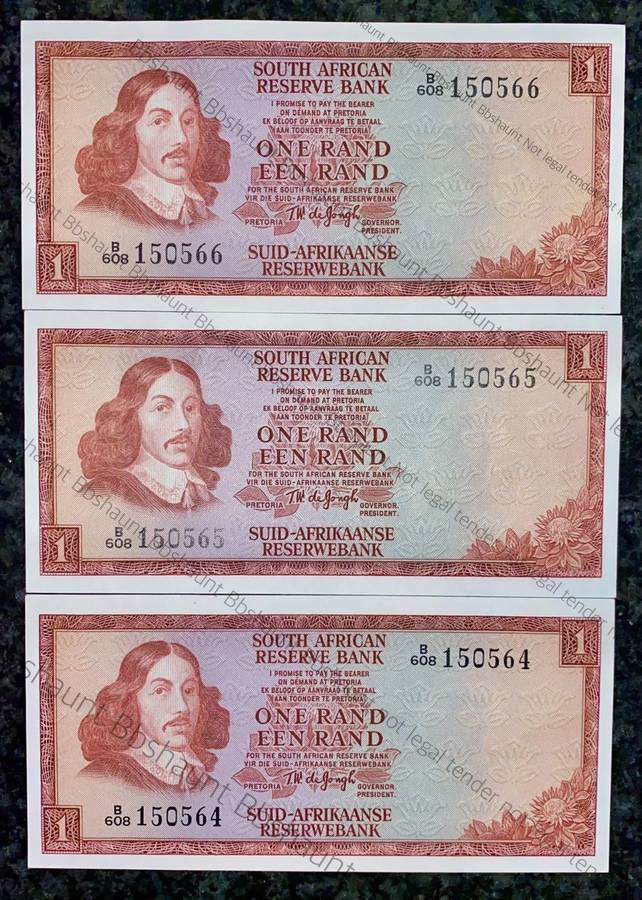 SOUTH AFRICAN
RESERVE BANK
B
608 150566
1
I PROMISE TO PAY THE BEARER
ON DEMAND AT PRETORIA
EK BELOOF OP AANVRAAG TE BETAAL
AAN TOONDER TE PRETORIA
ONE RAND
EEN RAND
FOR THE SOUTH AFRICAN RESERVE BANK
VIR DIE SUID-AFRIKAANSE RESERWEBANK
T.W. de Jongh
PRETORIA GOVERNOR.
PRESIDENT.
B
608 150566
1
SUID-AFRIKAANSE
RESERWEBANK
SOUTH AFRICAN
RESERVE BANK
B
608 150565
1
I PROMISE TO PAY THE BEARER
ON DEMAND AT PRETORIA
EK BELOOF OP AANVRAAG TE BETAAL
AAN TOONDER TE PRETORIA
ONE RAND
EEN RAND
FOR THE SOUTH AFRICAN RESERVE BANK
VIR DIE SUID-AFRIKAANSE RESERWEBANK
T.W. de Jongh
PRETORIA GOVERNOR.
PRESIDENT.
B
608 150565
1
SUID-AFRIKAANSE
RESERWEBANK
SOUTH AFRICAN
RESERVE BANK
B
608 150564
1
I PROMISE TO PAY THE BEARER
ON DEMAND AT PRETORIA
EK BELOOF OP AANVRAAG TE BETAAL
AAN TOONDER TE PRETORIA
ONE RAND
EEN RAND
FOR THE SOUTH AFRICAN RESERVE BANK
VIR DIE SUID-AFRIKAANSE RESERWEBANK
T.W. de Jongh
PRETORIA GOVERNOR.
PRESIDENT.
B
608 150564
1
SUID-AFRIKAANSE
RESERWEBANK
Bbshaunt Bbshaunt Not legal tender